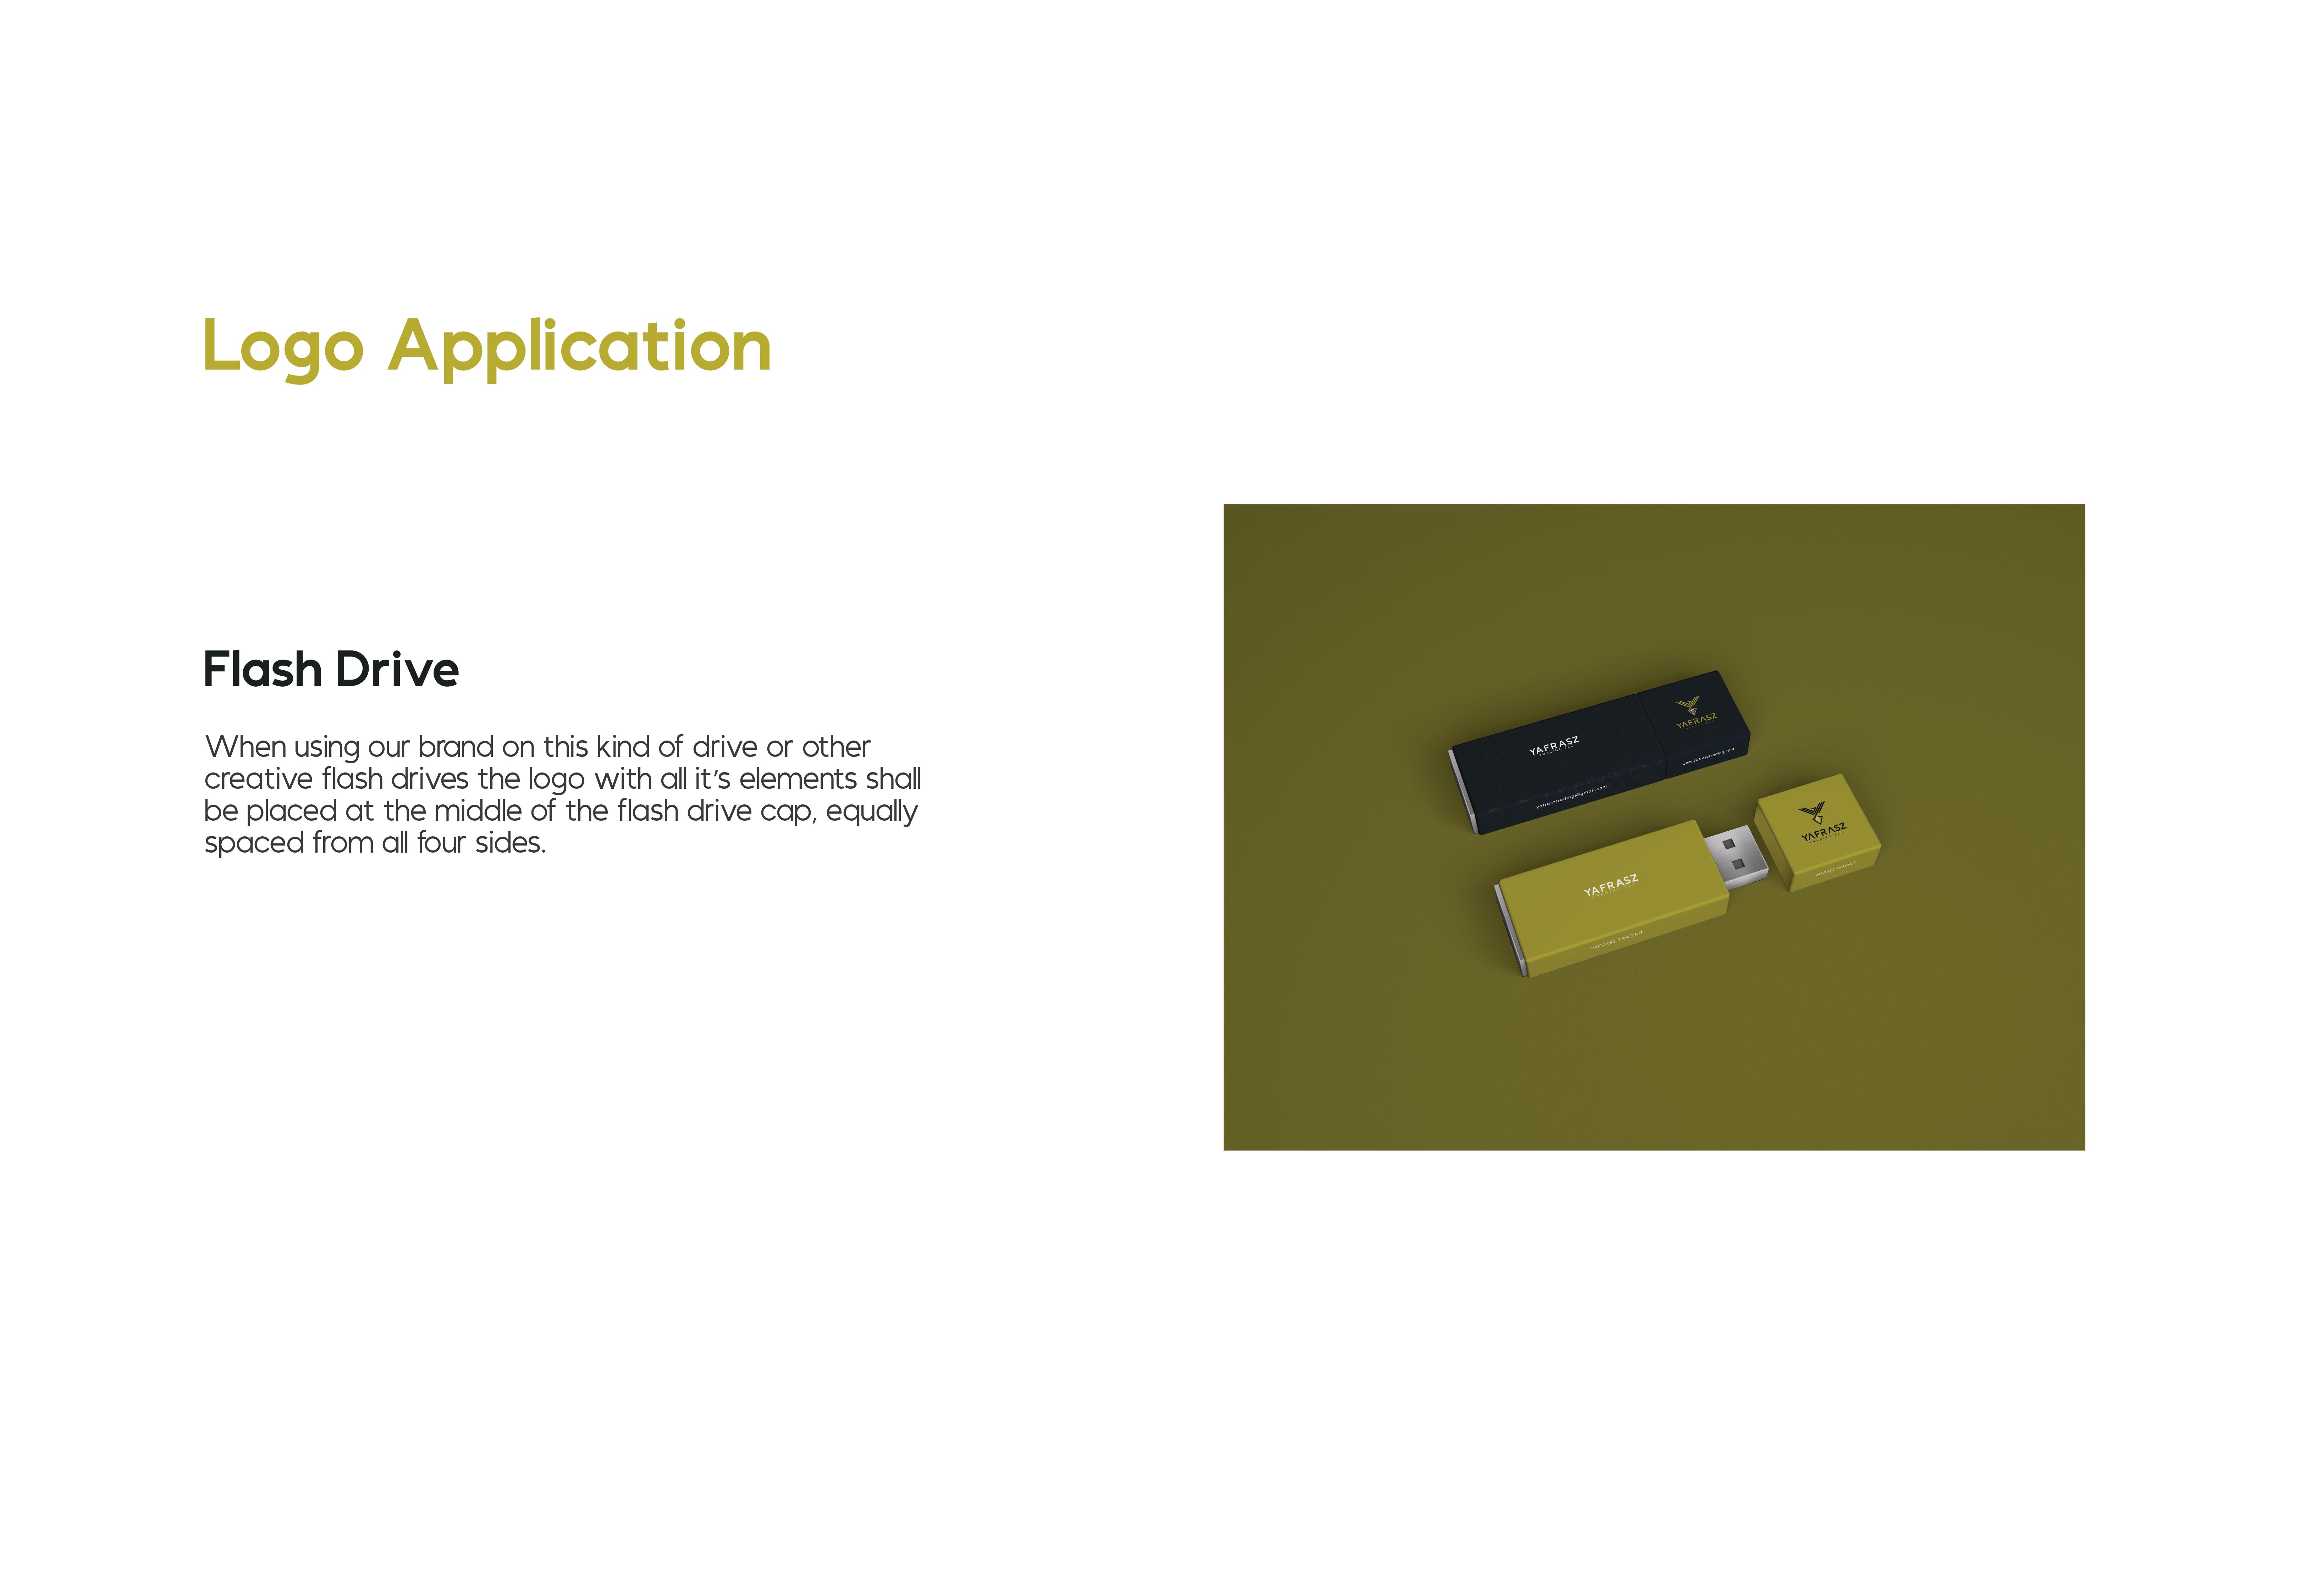 Logo Application
Flash Drive
When using our brand on this kind of drive or other
creative flash drives the logo with all it's elements shall
be placed at the middle of the flash drive cap, equally
spaced from all four sides.
YAFRASZ
YAFRASZ
www.yafrasztrading.com
yafrasztrading@gmail.com
YAFRASZ
YAFRASZ
YAFRASZ TRADING